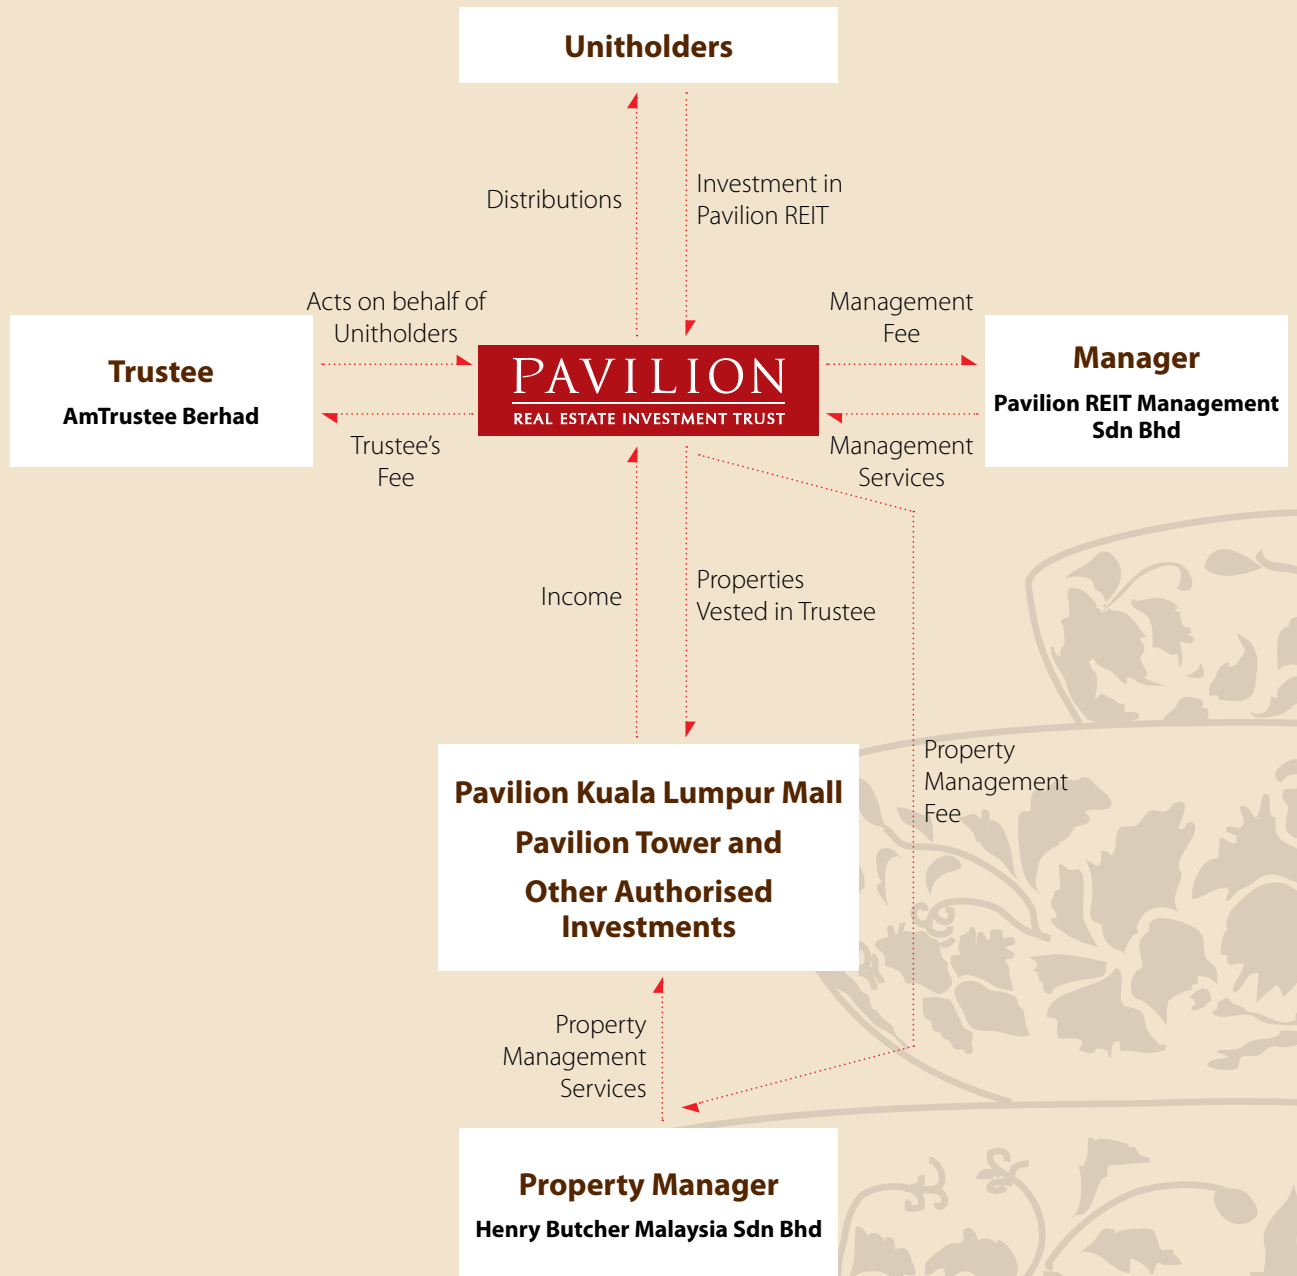 Unitholders
Distributions
Investment in
Pavilion REIT
Acts on behalf of
Unitholders
Management
Fee
Trustee
AmTrustee Berhad
PAVILION
REAL ESTATE INVESTMENT TRUST
Manager
Pavilion REIT Management
Sdn Bhd
Trustee's
Fee
Management
Services
Income
Properties
Vested in Trustee
Property
Management
Fee
Pavilion Kuala Lumpur Mall
Pavilion Tower and
Other Authorised
Investments
Property
Management
Services
Property Manager
Henry Butcher Malaysia Sdn Bhd